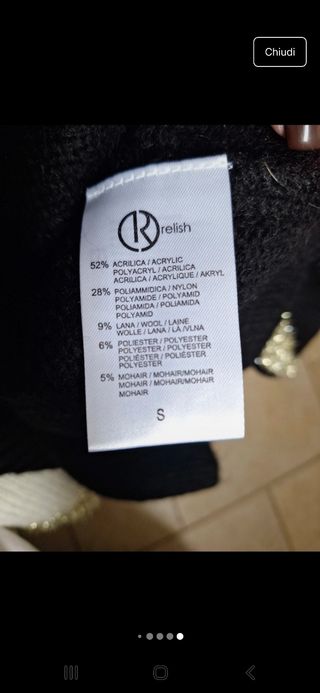 Chiudi
relish
52% ACRILICA / ACRYLIC
POLYACRYL / ACRILICA
ACRILICA / ACRYLIQUE / AKRYL
28% POLIAMMIDICA / NYLON
POLYAMIDE / POLYAMID
POLIAMIDA / POLIAMIDA
POLYAMID
9% LANA / WOOL / LAINE
WOLLE / LANA / LA /VLNA
6% POLIESTER / POLYESTER
POLYESTER / POLYESTER
POLIÉSTER / POLIÉSTER
POLYESTER
5% MOHAIR / MOHAIR/MOHAIR
MOHAIR / MOHAIR/MOHAIR
MOHAIR
S